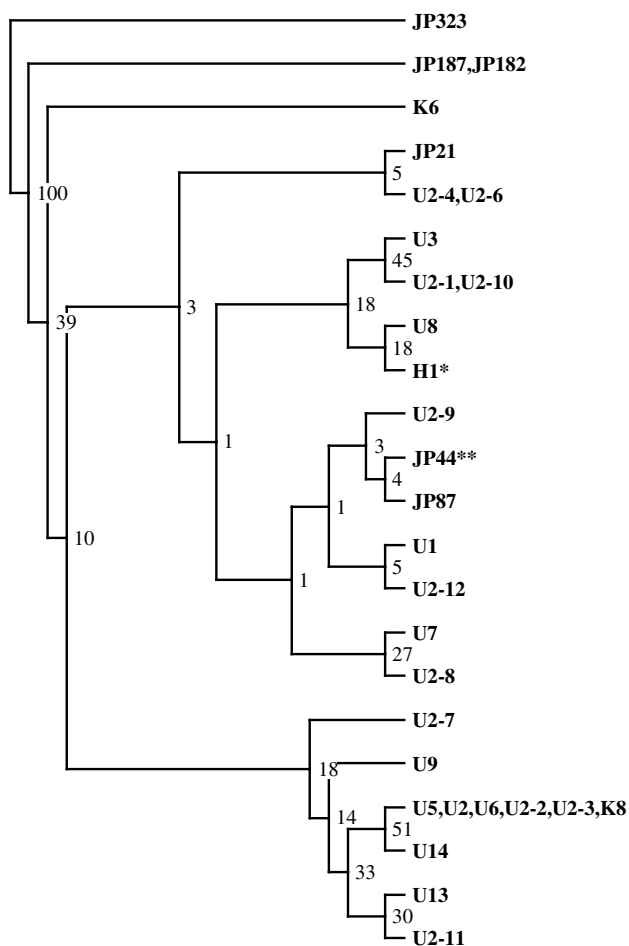 JP323
JP187,JP182
K6
JP21
5
U2-4,U2-6
100
U3
45
U2-1,U2-10
3
18
39
U8
18
H1*
U2-9
1
3
JP44**
4
JP87
1
10
U1
5
U2-12
1
U7
27
U2-8
U2-7
18
U9
U5,U2,U6,U2-2,U2-3,K8
14
51
U14
33
U13
30
U2-11